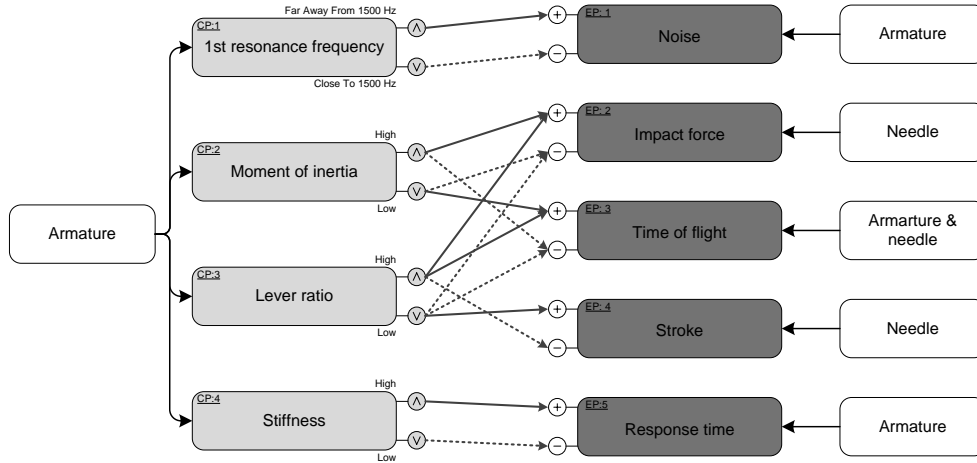 Far Away From 1500 Hz
CP:1
1st resonance frequency
Close To 1500 Hz
EP: 1
Noise
Armature
High
CP:2
Moment of inertia
Low
EP: 2
Impact force
Needle
Armature
High
CP:3
Lever ratio
Low
EP: 3
Time of flight
Armarture &
needle
EP: 4
Stroke
Needle
High
CP:4
Stiffness
Low
EP:5
Response time
Armature